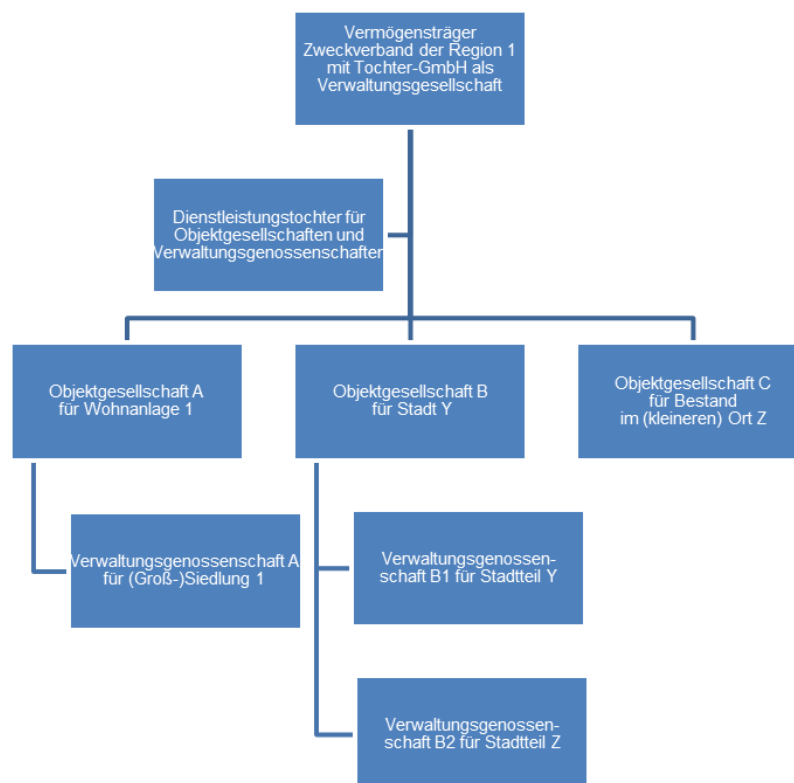 Vermögensträger
Zweckverband der Region 1
mit Tochter-GmbH als
Verwaltungsgesellschaft
Dienstleistungstochter für
Objektgesellschaften und
Verwaltungsgenossenschaften
Objektgesellschaft A
für Wohnanlage 1
Objektgesellschaft B
für Stadt Y
Objektgesellschaft C
für Bestand
im (kleineren) Ort Z
Verwaltungsgenossenschaft A
für (Groß-)Siedlung 1
Verwaltungsgenossen-
schaft B1 für Stadtteil Y
Verwaltungsgenossen-
schaft B2 für Stadtteil Z